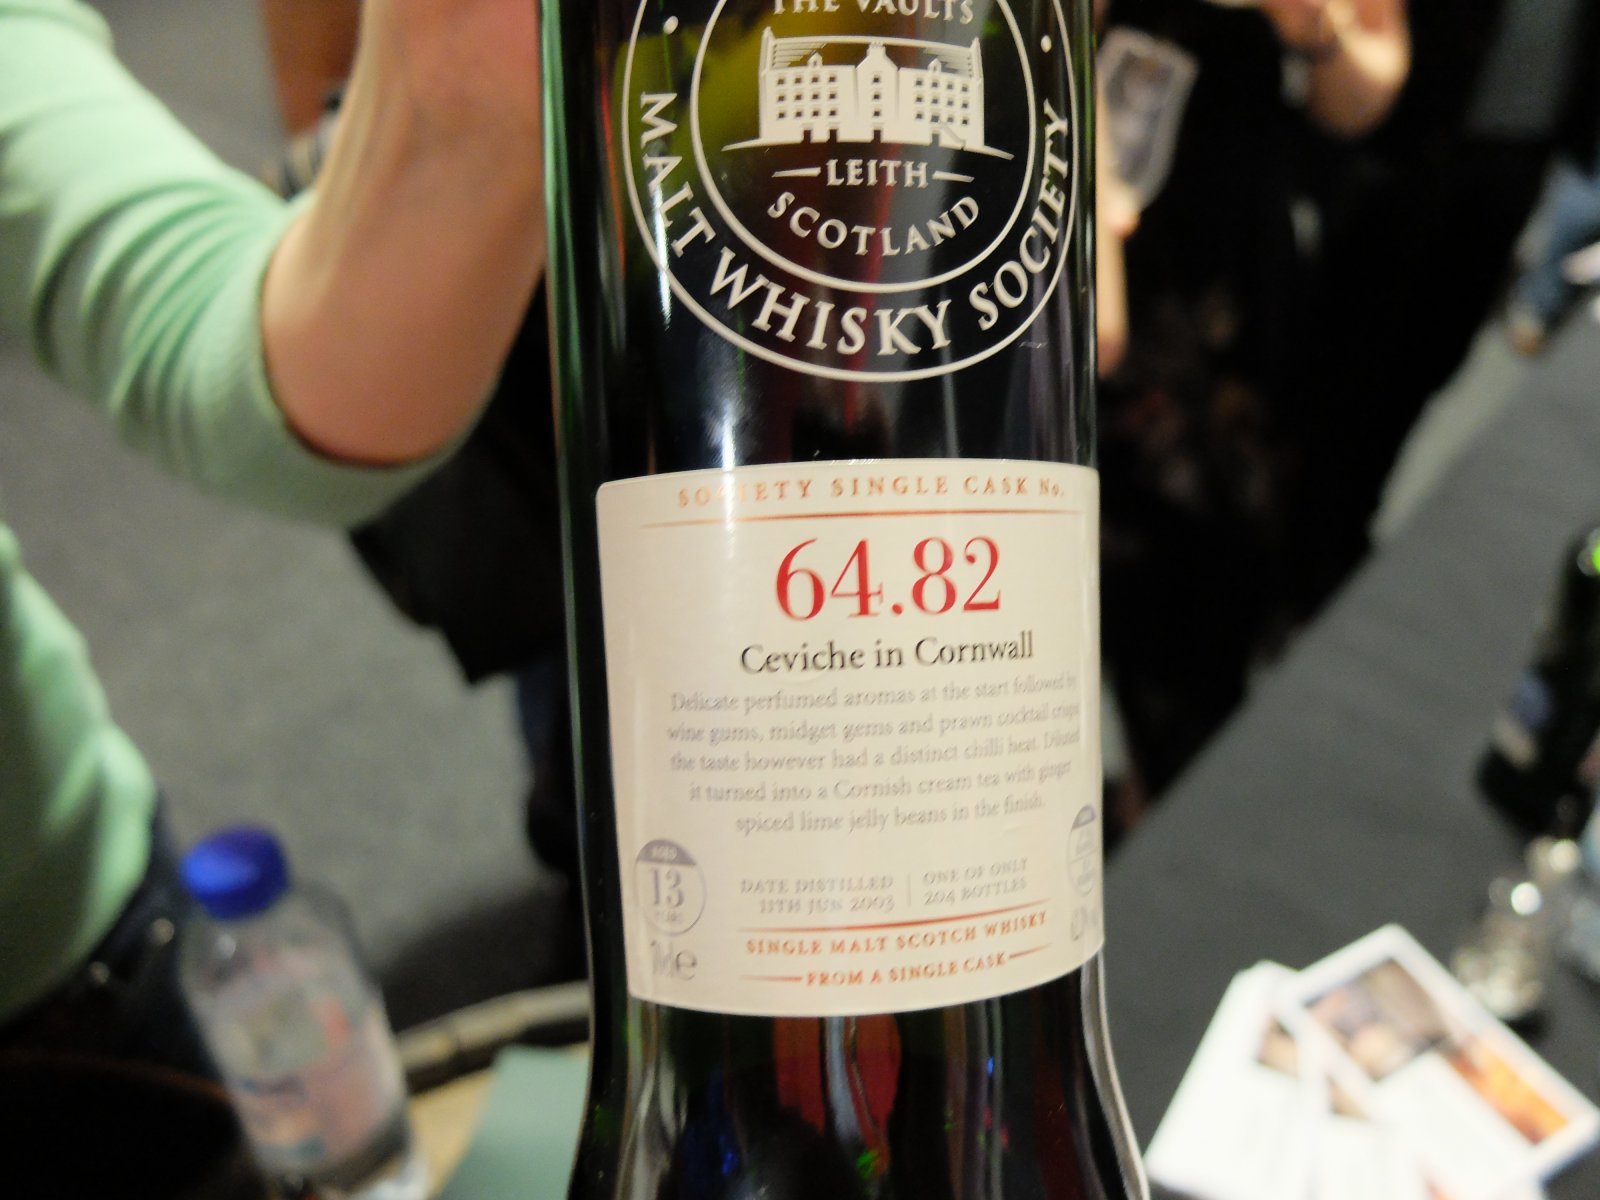 THE VAULTS
LEITH
SCOTLAND
MALT WHISKY SOCIETY
SOCIETY SINGLE CASK No.
64.82
Ceviche in Cornwall
Delicate perfumed aromas at the start followed by
wine gums, midget gems and prawn cocktail crisps
the taste however had a distinct chilli heat. Diluted
it turned into a Cornish cream tea with ginger
spiced lime jelly beans in the finish.
AGED
13
YEARS
DATE DISTILLED
11TH JUN 2003
ONE OF ONLY
204 BOTTLES
SINGLE MALT SCOTCH WHISKY
FROM A SINGLE CASK